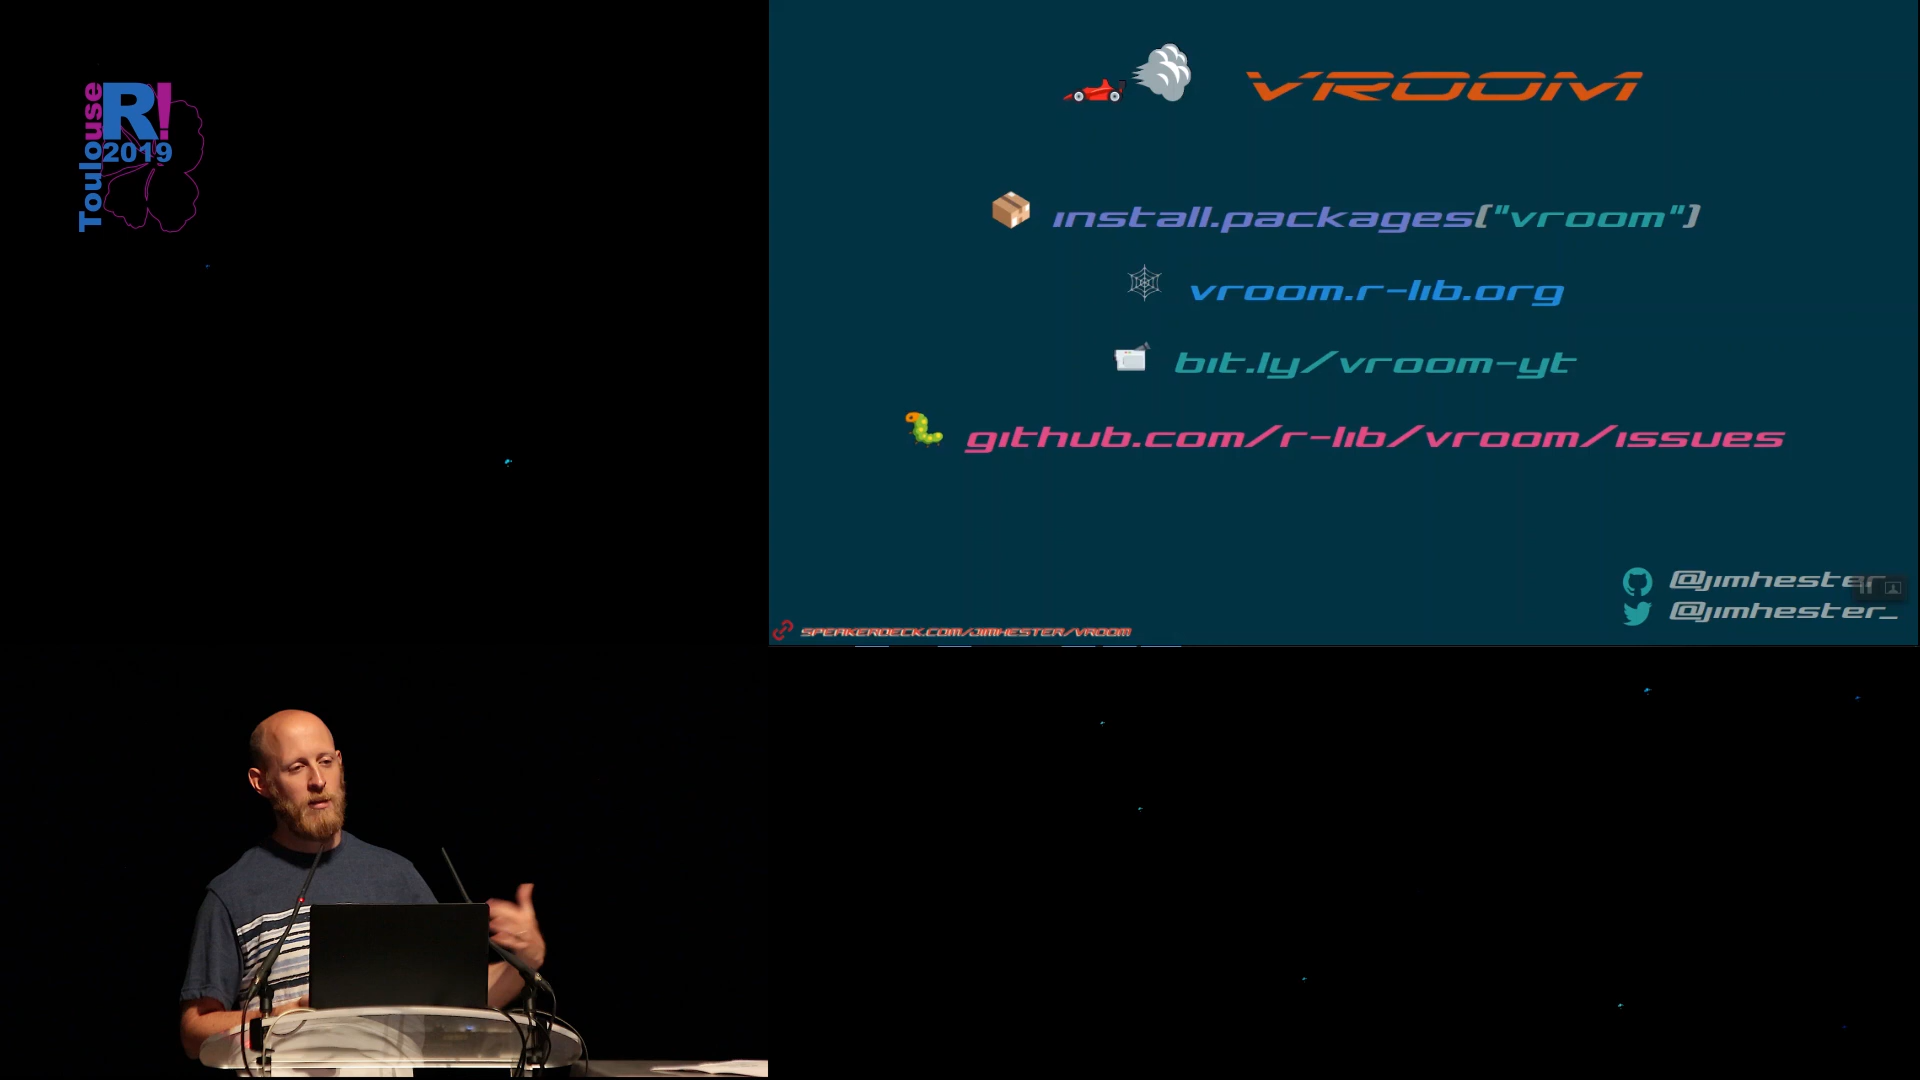 Toulouse
R!
2019
VROOM
install.packages("vroom")
vroom.r-lib.org
bit.ly/vroom-yt
github.com/r-lib/vroom/issues
@jimhester
@jimhester_
SPEAKERDECK.COM/JIMHESTER/VROOM